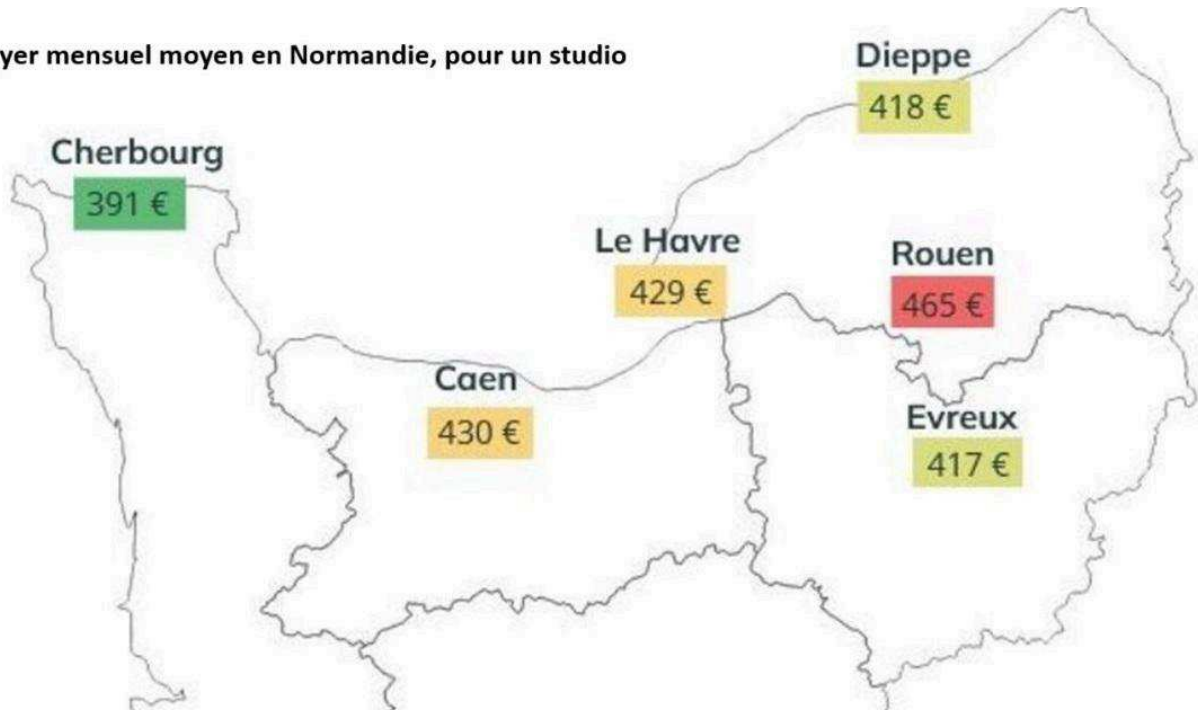 yer mensuel moyen en Normandie, pour un studio
Dieppe
418 €
Cherbourg
391 €
Le Havre
429 €
Rouen
465 €
Caen
430 €
Evreux
417 €